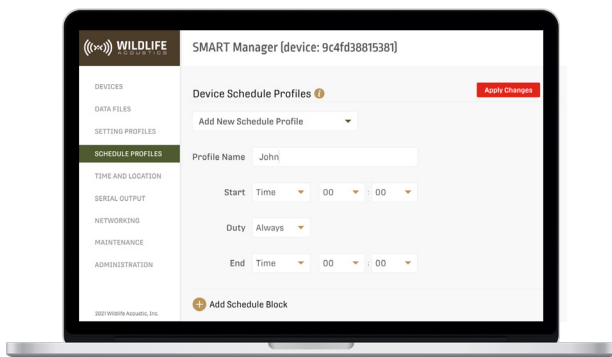 WILDLIFE
ACOUSTICS
SMART Manager (device: 9c4fd38815381)
DEVICES
DATA FILES
SETTING PROFILES
SCHEDULE PROFILES
TIME AND LOCATION
SERIAL OUTPUT
NETWORKING
MAINTENANCE
ADMINISTRATION
2021 Wildlife Acoustic, Inc.
Device Schedule Profiles i
Apply Changes
Add New Schedule Profile
Profile Name John
Start Time 00 : 00
Duty Always
End Time 00 : 00
+ Add Schedule Block